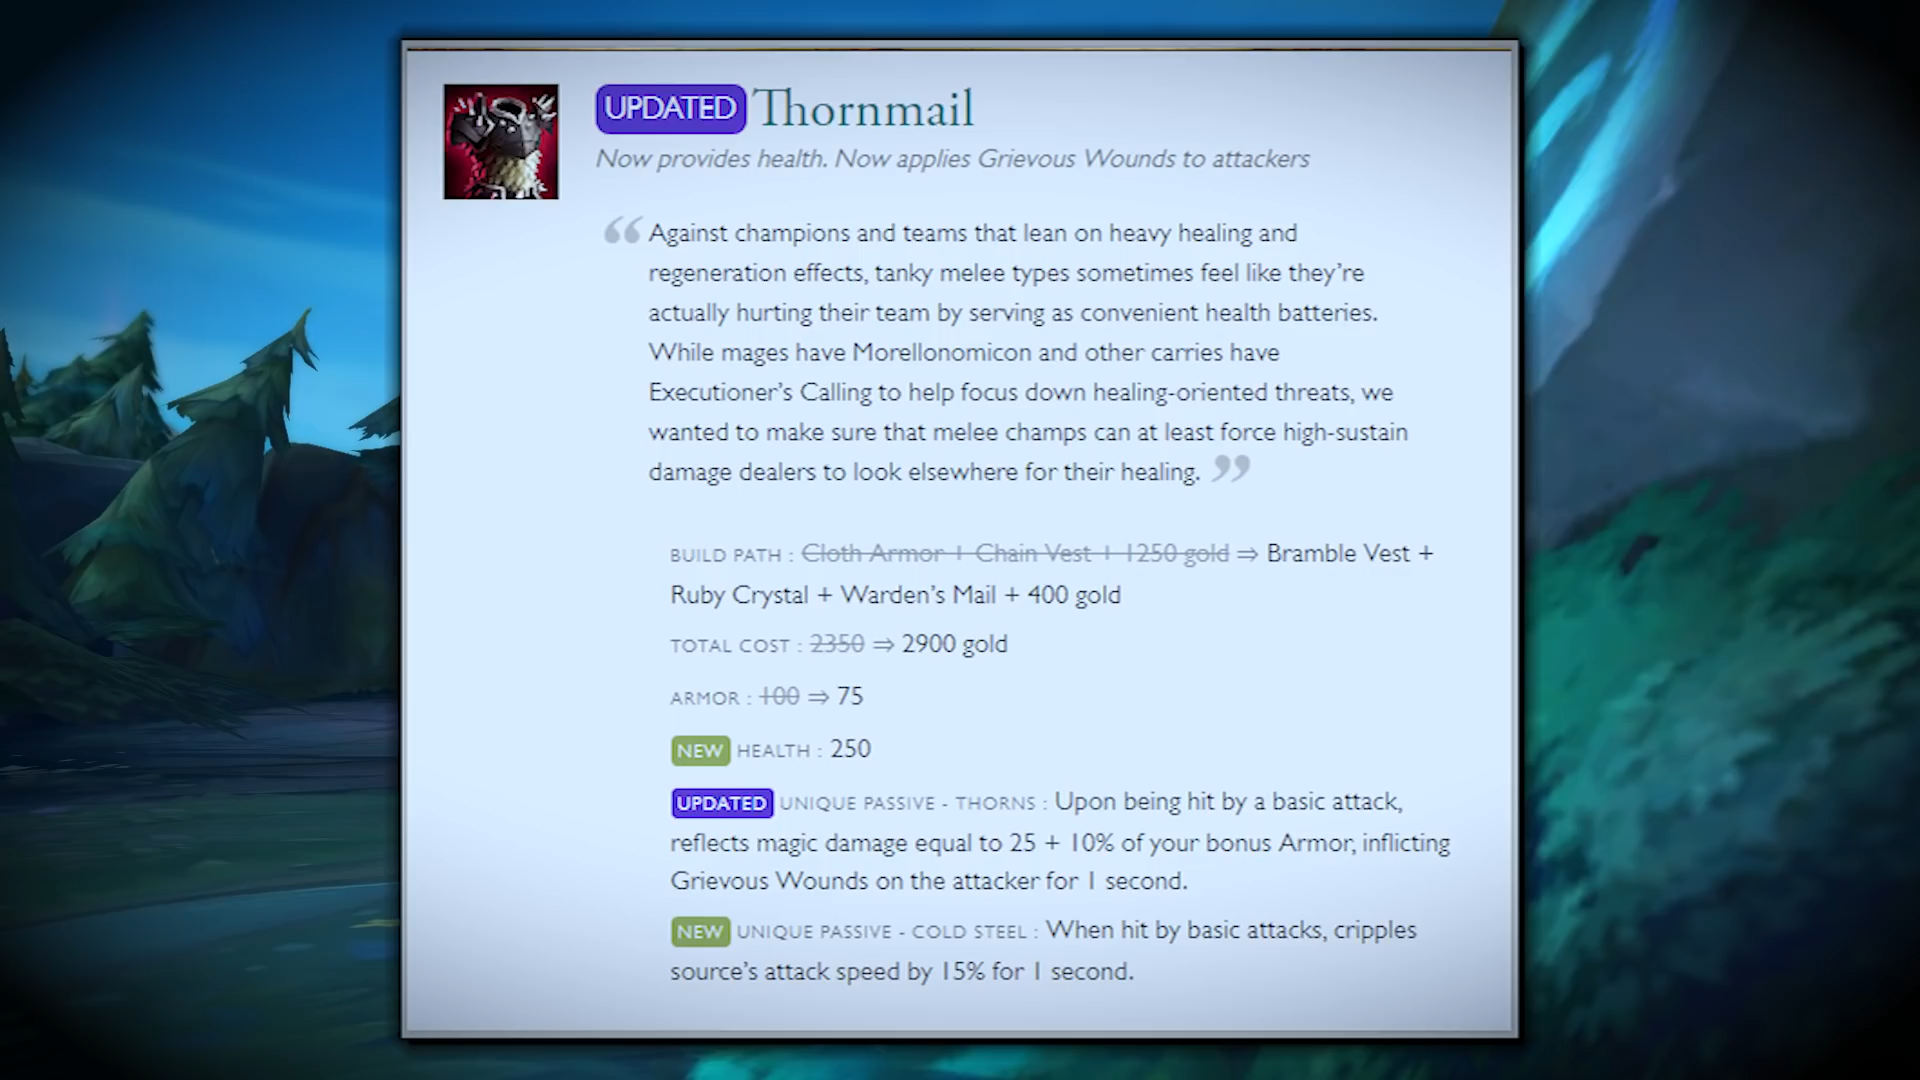 UPDATED Thornmail
Now provides health. Now applies Grievous Wounds to attackers
“ Against champions and teams that lean on heavy healing and
regeneration effects, tanky melee types sometimes feel like they’re
actually hurting their team by serving as convenient health batteries.
While mages have Morellonomicon and other carries have
Executioner’s Calling to help focus down healing-oriented threats, we
wanted to make sure that melee champs can at least force high-sustain
damage dealers to look elsewhere for their healing. ”
BUILD PATH : Cloth Armor + Chain Vest + 1250 gold ⇒ Bramble Vest +
Ruby Crystal + Warden’s Mail + 400 gold
TOTAL COST : 2350 ⇒ 2900 gold
ARMOR : 100 ⇒ 75
NEW HEALTH : 250
UPDATED UNIQUE PASSIVE - THORNS : Upon being hit by a basic attack,
reflects magic damage equal to 25 + 10% of your bonus Armor, inflicting
Grievous Wounds on the attacker for 1 second.
NEW UNIQUE PASSIVE - COLD STEEL : When hit by basic attacks, cripples
source’s attack speed by 15% for 1 second.